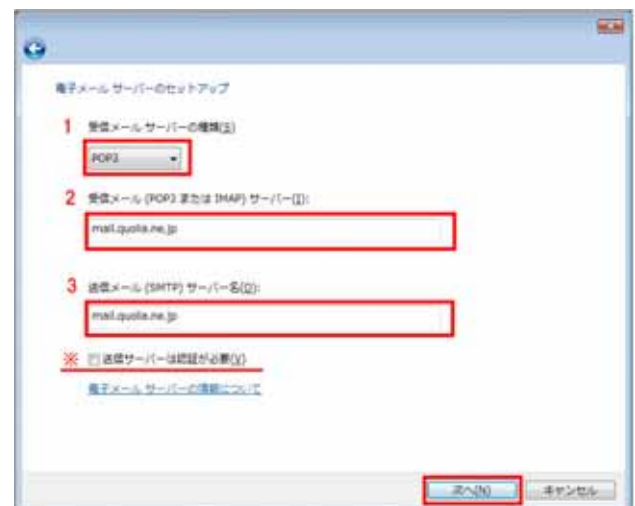 電子メール サーバーのセットアップ
1 受信メール サーバーの種類(S)
POP3
2 受信メール (POP3 または IMAP) サーバー(I):
mail.quolia.ne.jp
3 送信メール (SMTP) サーバー名(O):
mail.quolia.ne.jp
※ 送信サーバーは認証が必要(V)
電子メール サーバーの情報について
次へ(N) キャンセル